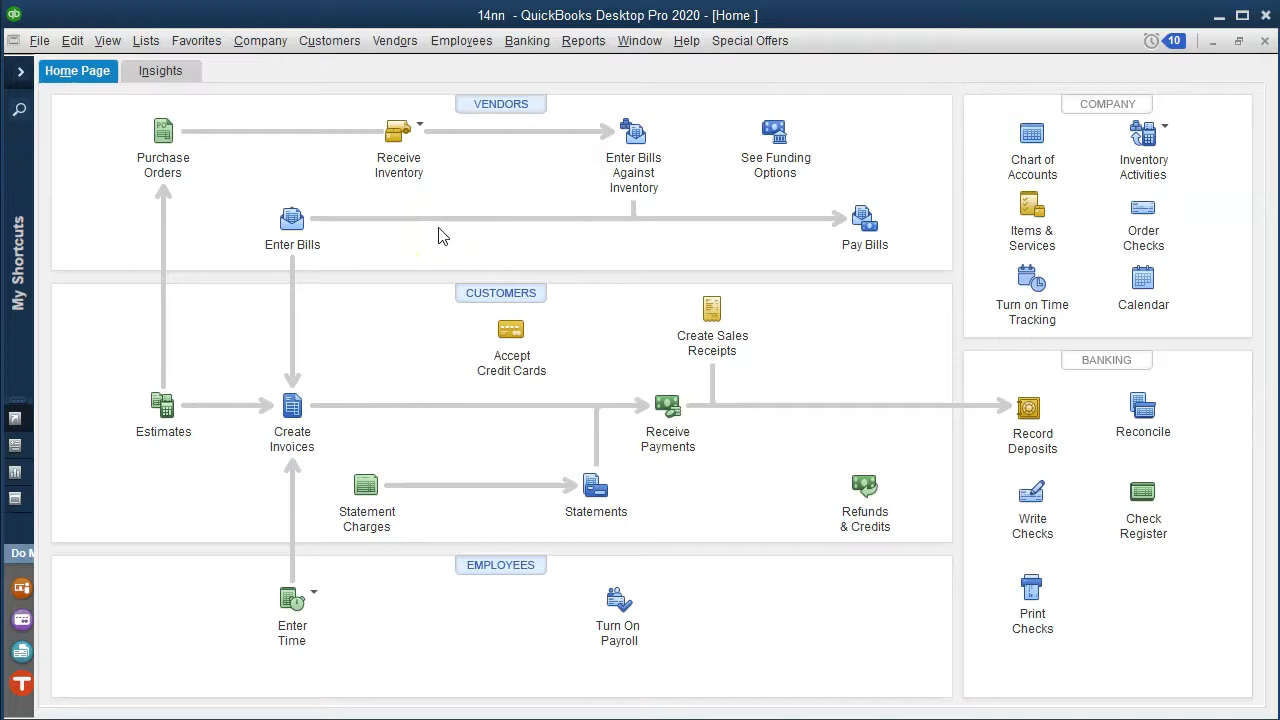 qb
14nn - QuickBooks Desktop Pro 2020 - [Home ]
File Edit View Lists Favorites Company Customers Vendors Employees Banking Reports Window Help Special Offers
10
Home Page
Insights
My Shortcuts
Do M
VENDORS
Purchase
Orders
Receive
Inventory
Enter Bills
Against
Inventory
See Funding
Options
Enter Bills
Pay Bills
CUSTOMERS
Accept
Credit Cards
Create Sales
Receipts
Estimates
Create
Invoices
Receive
Payments
Statement
Charges
Statements
Refunds
& Credits
EMPLOYEES
Enter
Time
Turn On
Payroll
COMPANY
Chart of
Accounts
Inventory
Activities
Items &
Services
Order
Checks
Turn on Time
Tracking
Calendar
BANKING
Record
Deposits
Reconcile
Write
Checks
Check
Register
Print
Checks